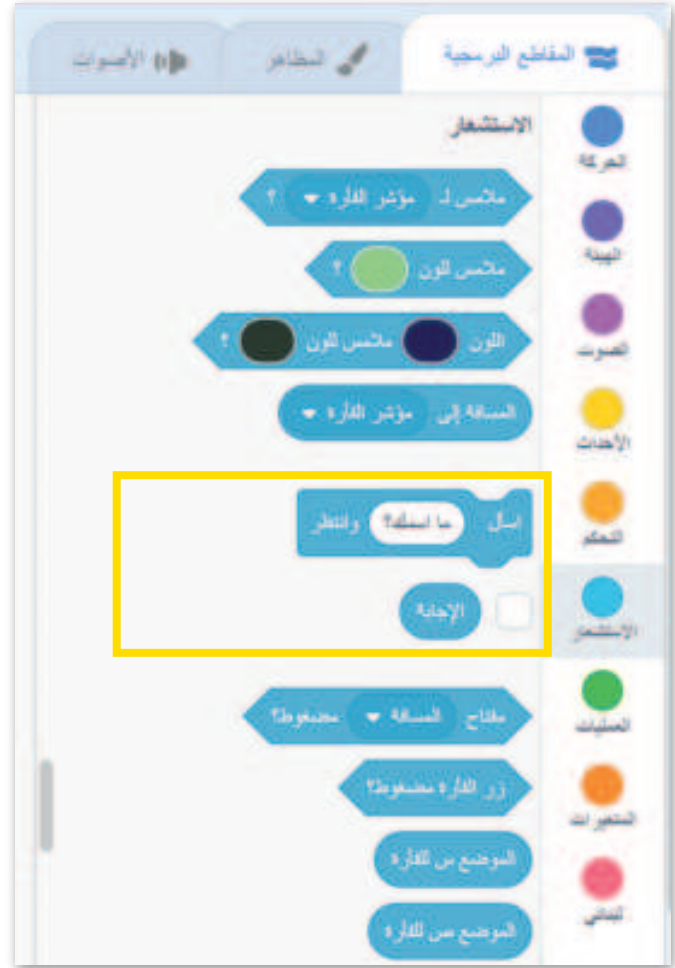 المقاطع البرمجية
المظاهر
الأصوات
الاستشعار
ملامس لـ مؤشر الفأرة ؟
ملامس للون ؟
اللون ملامس للون ؟
المسافة إلى مؤشر الفأرة
إسأل ما اسمك؟ وانتظر
الإجابة
مفتاح المسافة مضغوط؟
زر الفأرة مضغوط؟
الموضع س للفأرة
الموضع ص للفأرة
الحركة
الهيئة
الصوت
الأحداث
التحكم
الاستشعار
العمليات
المتغيرات
لبناتي